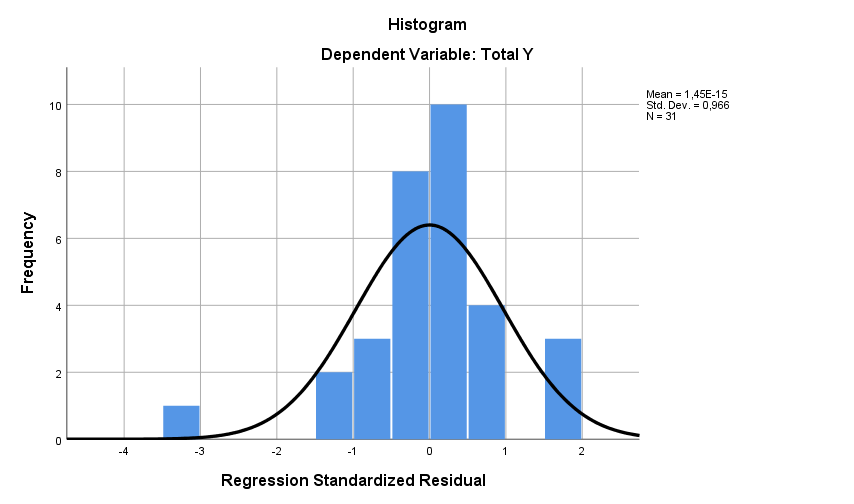 Histogram
Dependent Variable: Total Y
Mean = 1,45E-15
Std. Dev. = 0,966
N = 31
Frequency
10
8
6
4
2
0
-4 -3 -2 -1 0 1 2
Regression Standardized Residual